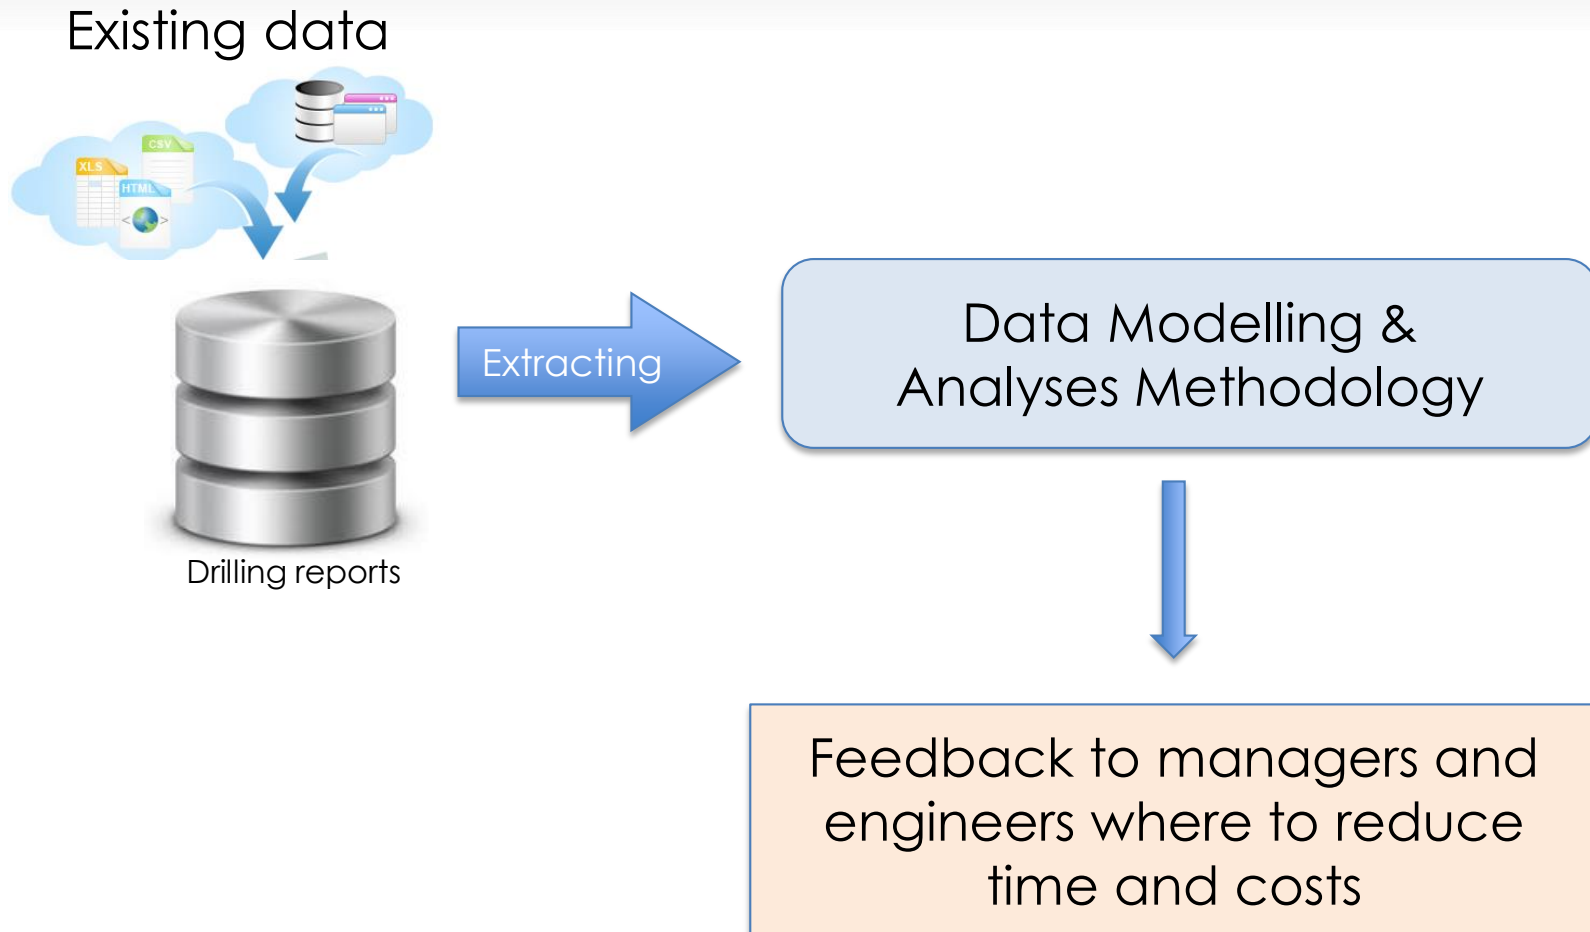 Existing data
CSV
XLS
HTML
Extracting
Drilling reports
Data Modelling &
Analyses Methodology
Feedback to managers and
engineers where to reduce
time and costs